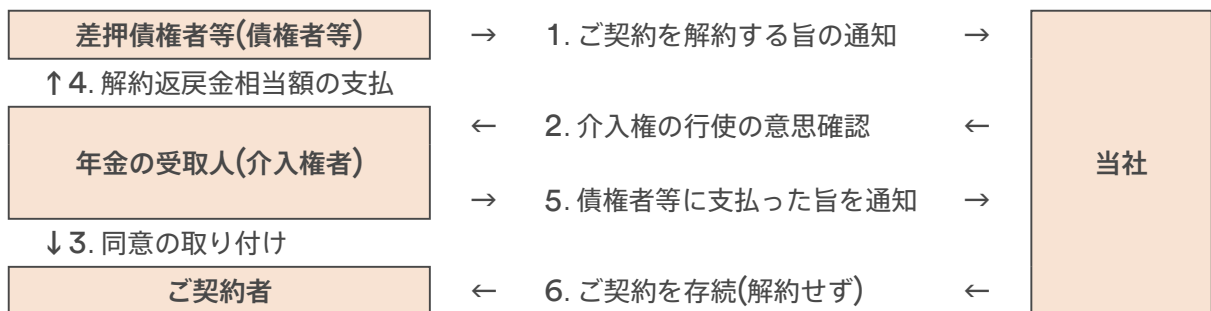 差押債権者等(債権者等) → 1. ご契約を解約する旨の通知 →
↑4. 解約返戻金相当額の支払
← 2. 介入権の行使の意思確認 ←
年金の受取人(介入権者) 当社
→ 5. 債権者等に支払った旨を通知 →
↓3. 同意の取り付け
ご契約者 ← 6. ご契約を存続(解約せず) ←